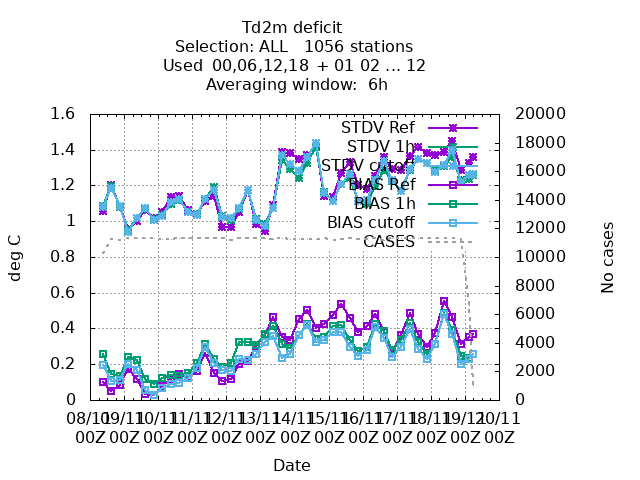 Td2m deficit
Selection: ALL 1056 stations
Used 00,06,12,18 + 01 02 ... 12
Averaging window: 6h
deg C
No cases
1.6
1.4
1.2
1
0.8
0.6
0.4
0.2
0
20000
18000
16000
14000
12000
10000
8000
6000
4000
2000
0
STDV Ref
STDV 1h
STDV cutoff
BIAS Ref
BIAS 1h
BIAS cutoff
CASES
08/10 09/11 10/11 11/11 12/11 13/11 14/11 15/11 16/11 17/11 18/11 19/11 20/11
00Z 00Z 00Z 00Z 00Z 00Z 00Z 00Z 00Z 00Z 00Z 00Z 00Z
Date